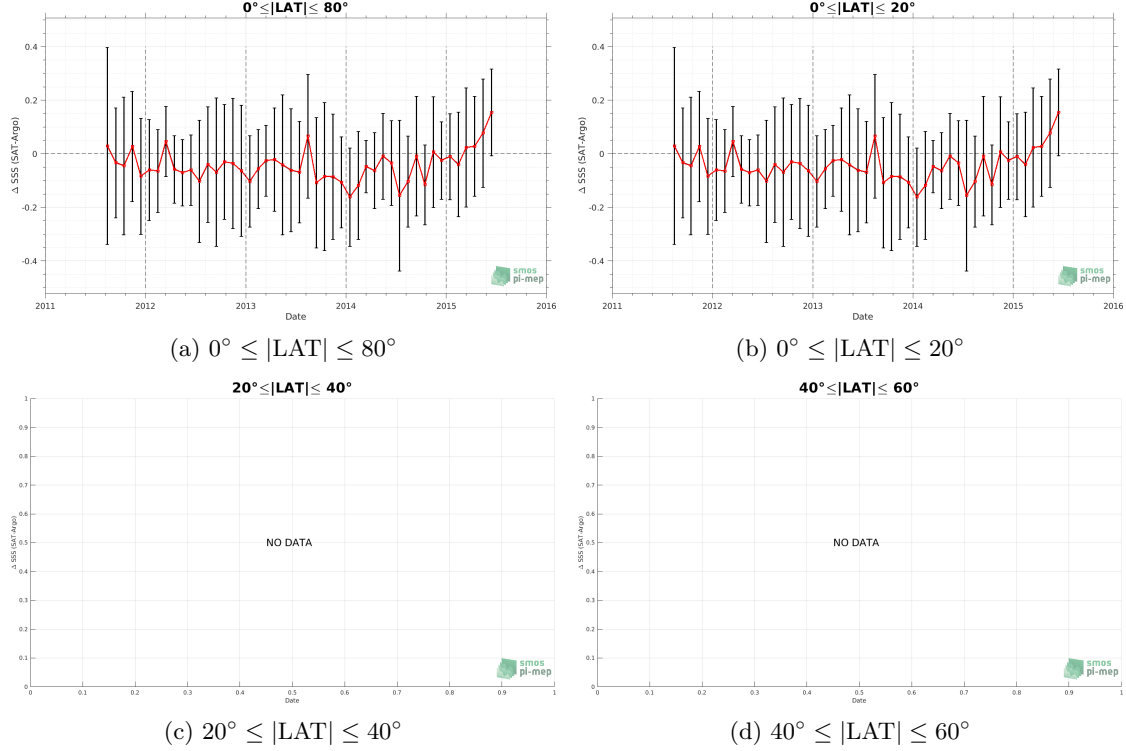 0°≤|LAT|≤ 80°
0.4
0.2
0
-0.2
-0.4
Δ SSS (SAT-Argo)
2011 2012 2013 2014 2015 2016
Date
smos
pi-mep
(a) 0° ≤ |LAT| ≤ 80°
0°≤|LAT|≤ 20°
0.4
0.2
0
-0.2
-0.4
Δ SSS (SAT-Argo)
2011 2012 2013 2014 2015 2016
Date
smos
pi-mep
(b) 0° ≤ |LAT| ≤ 20°
20°≤|LAT|≤ 40°
1
0.9
0.8
0.7
0.6
0.5
0.4
0.3
0.2
0.1
0
Δ SSS (SAT-Argo)
NO DATA
0 0.1 0.2 0.3 0.4 0.5 0.6 0.7 0.8 0.9 1
Date
smos
pi-mep
(c) 20° ≤ |LAT| ≤ 40°
40°≤|LAT|≤ 60°
1
0.9
0.8
0.7
0.6
0.5
0.4
0.3
0.2
0.1
0
Δ SSS (SAT-Argo)
NO DATA
0 0.1 0.2 0.3 0.4 0.5 0.6 0.7 0.8 0.9 1
Date
smos
pi-mep
(d) 40° ≤ |LAT| ≤ 60°